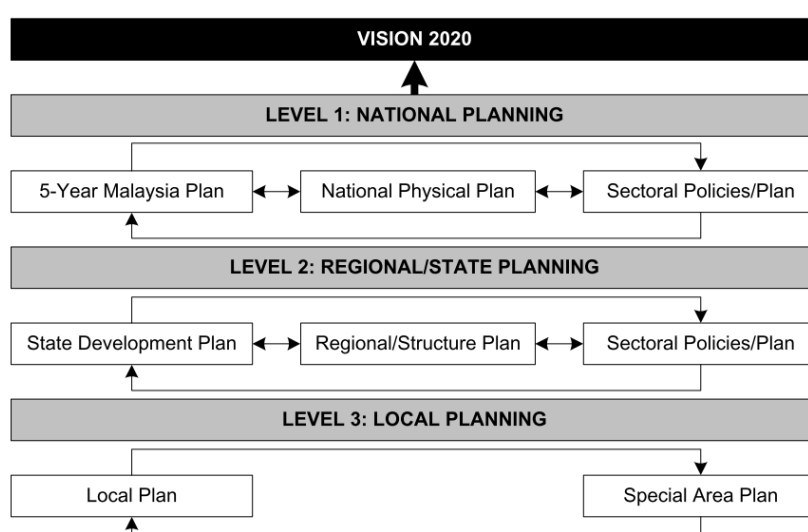 VISION 2020
LEVEL 1: NATIONAL PLANNING
5-Year Malaysia Plan
National Physical Plan
Sectoral Policies/Plan
LEVEL 2: REGIONAL/STATE PLANNING
State Development Plan
Regional/Structure Plan
Sectoral Policies/Plan
LEVEL 3: LOCAL PLANNING
Local Plan
Special Area Plan